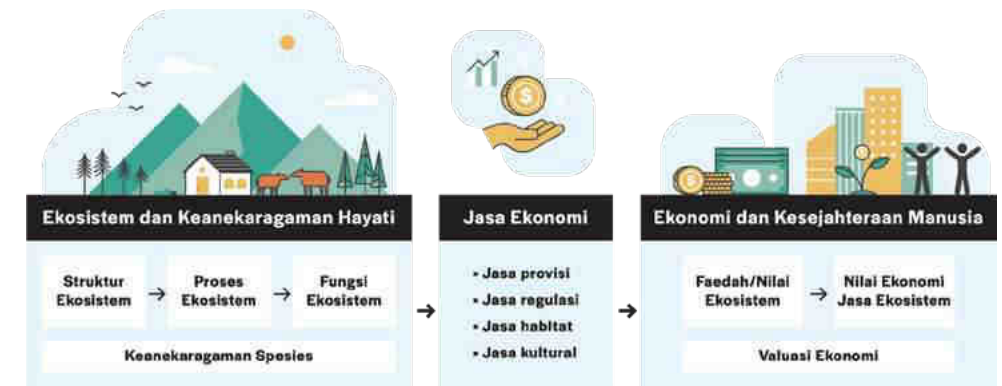 Ekosistem dan Keanekaragaman Hayati
Struktur
Ekosistem
→
Proses
Ekosistem
→
Fungsi
Ekosistem
Keanekaragaman Spesies
→
$
Jasa Ekonomi
• Jasa provisi
• Jasa regulasi
• Jasa habitat
• Jasa kultural
→
$
Ekonomi dan Kesejahteraan Manusia
Faedah/Nilai
Ekosistem
→
Nilai Ekonomi
Jasa Ekosistem
Valuasi Ekonomi